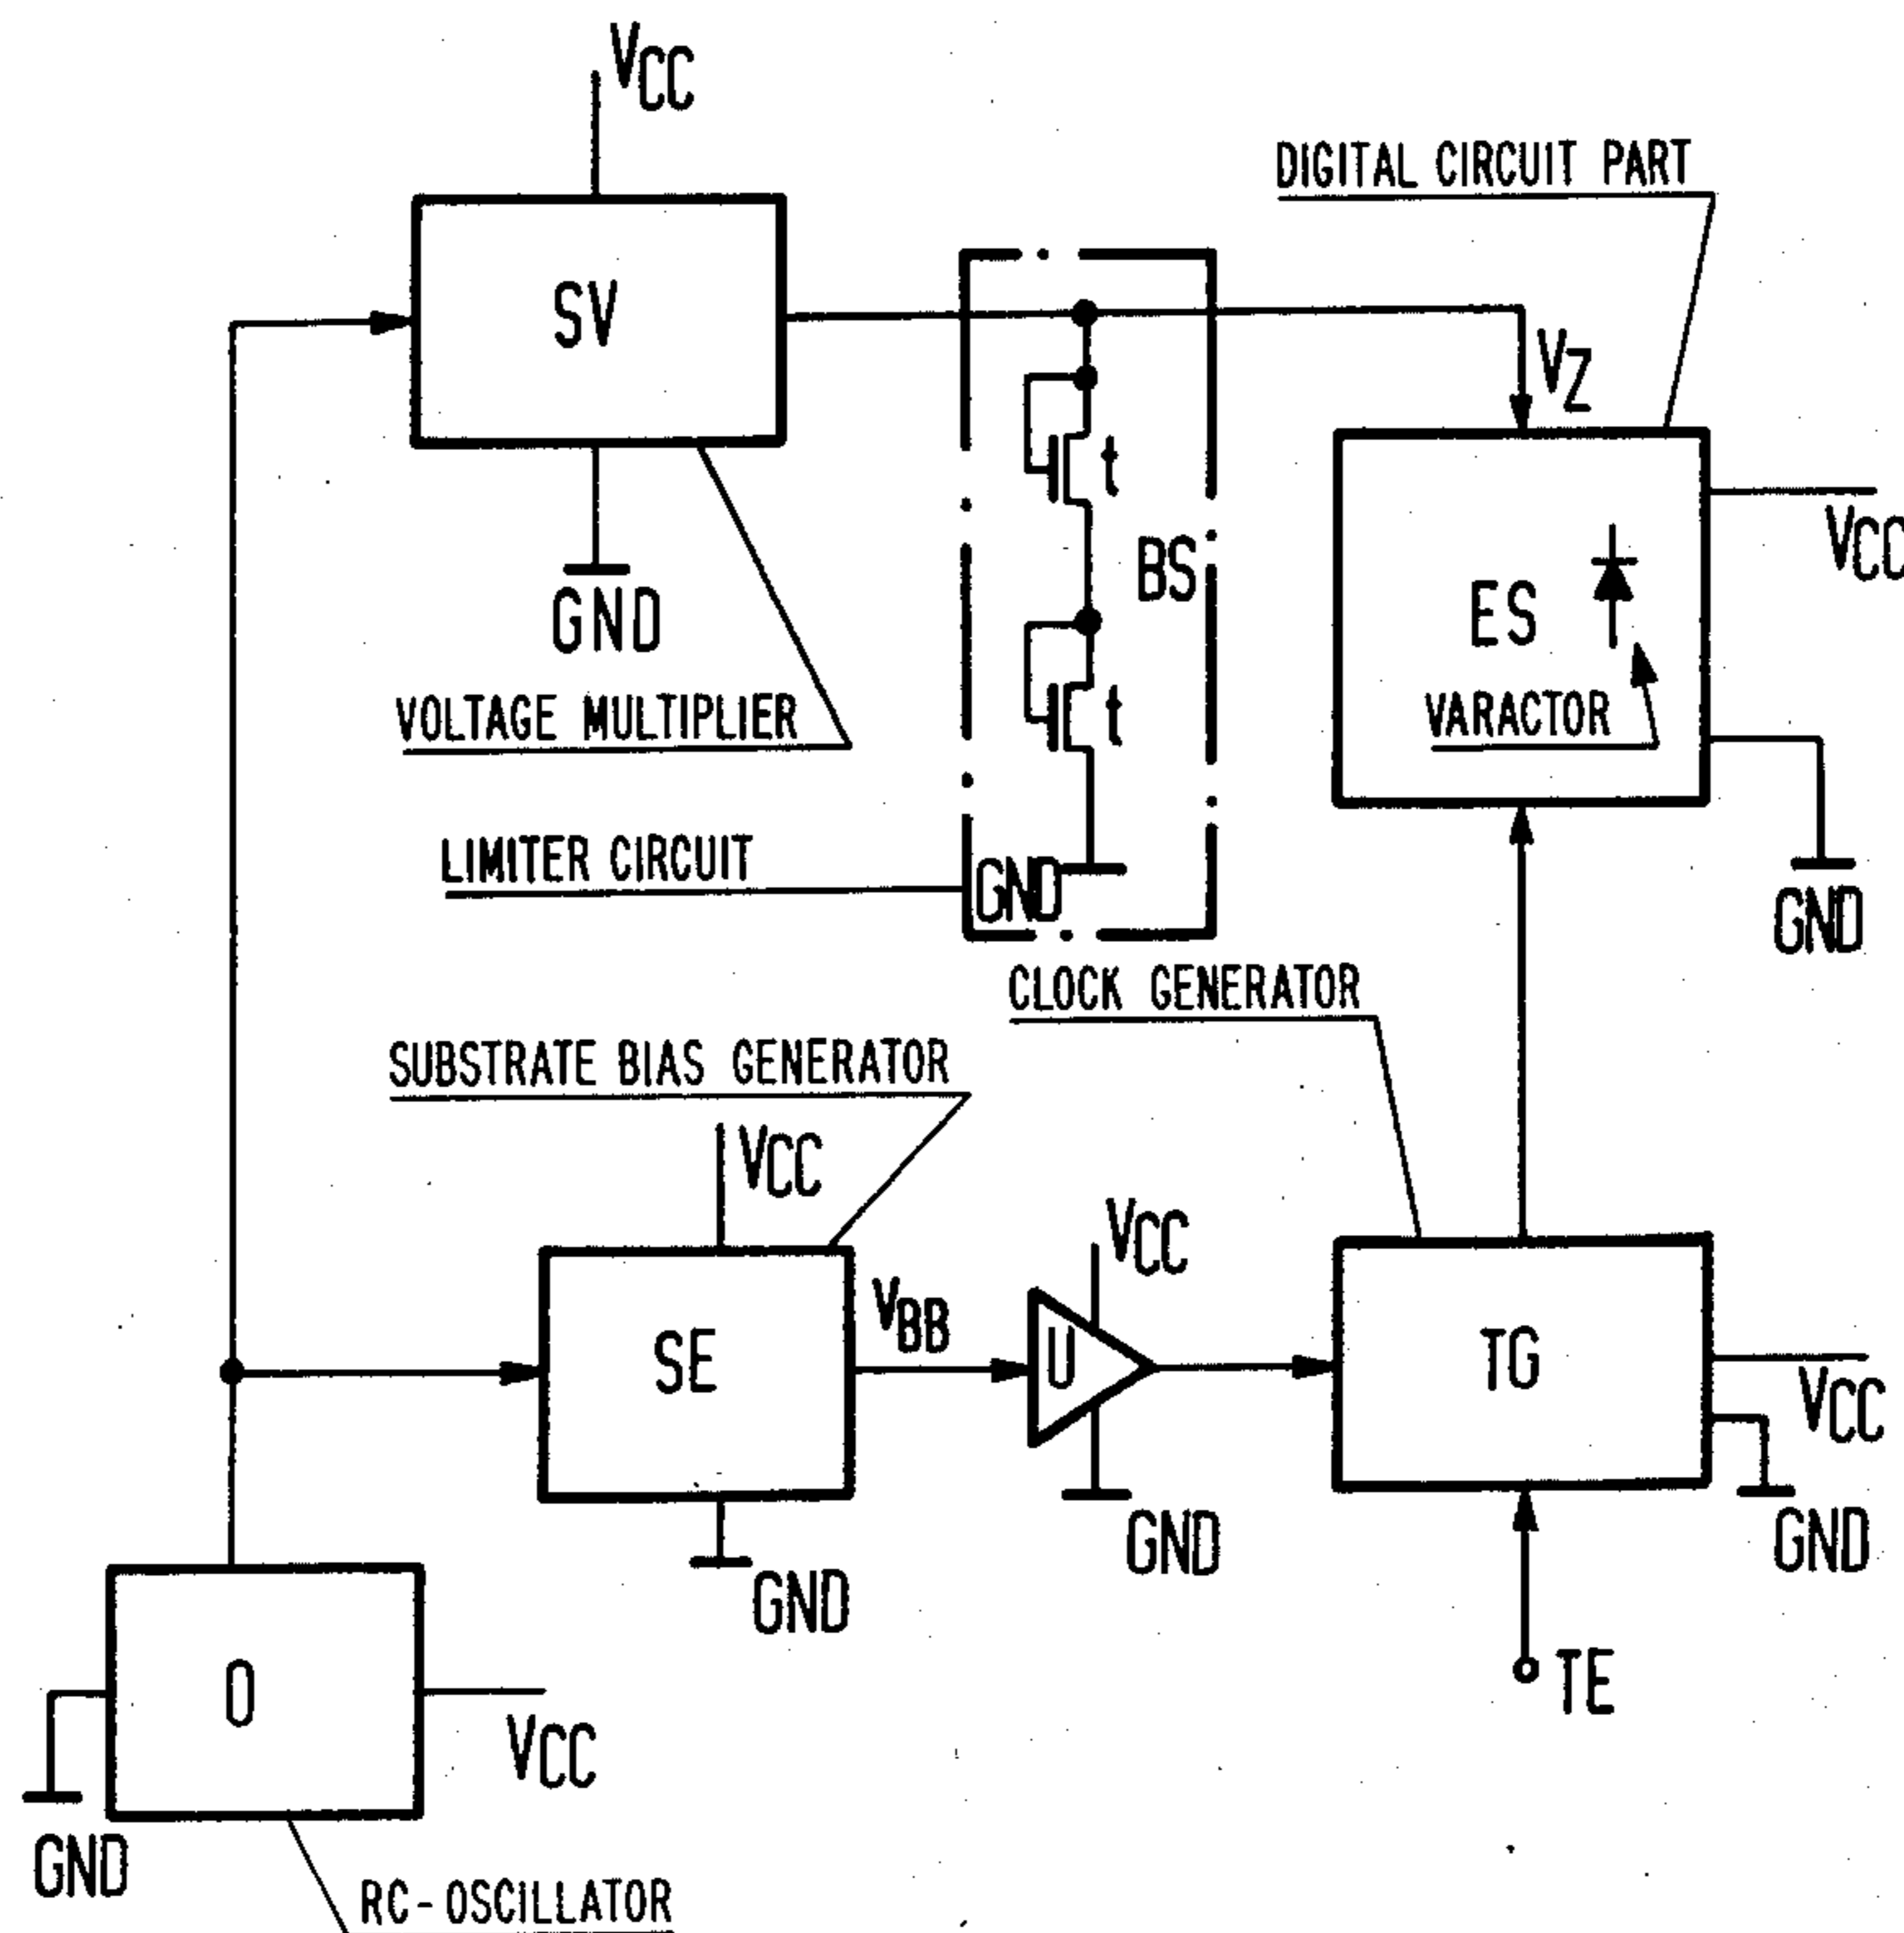 VCC
DIGITAL CIRCUIT PART
SV
VZ
t
VCC
BS
GND
ES
VOLTAGE MULTIPLIER
t
VARACTOR
LIMITER CIRCUIT
GND
GND
CLOCK GENERATOR
SUBSTRATE BIAS GENERATOR
VCC
VCC
VBB
SE
U
TG
VCC
GND
GND
GND
O
TE
VCC
GND
RC-OSCILLATOR